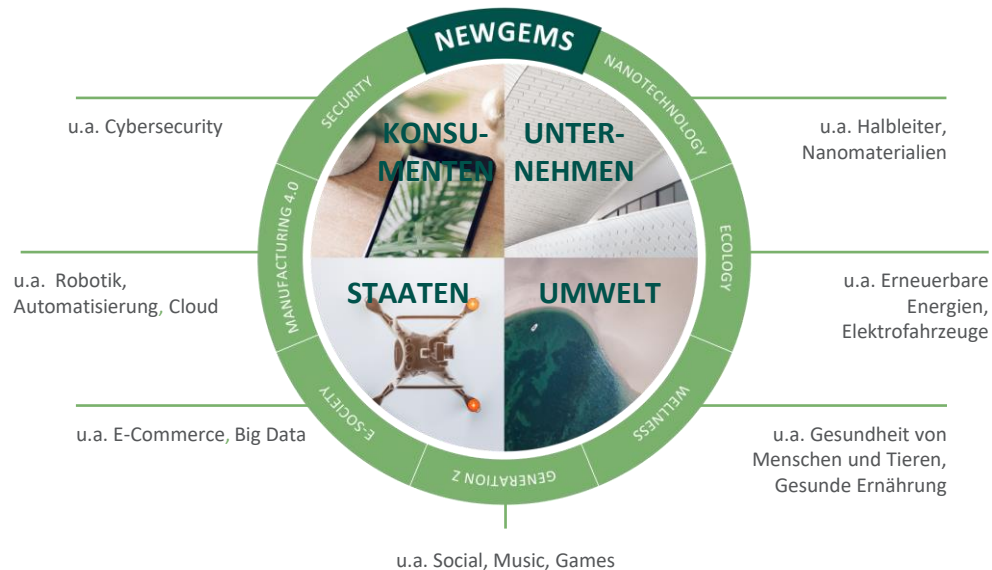 NEWGEMS
SECURITY
NANOTECHNOLOGY
u.a. Cybersecurity
KONSU-
MENTEN
UNTER-
NEHMEN
u.a. Halbleiter,
Nanomaterialien
MANUFACTURING 4.0
ECOLOGY
u.a.  Robotik,
Automatisierung, Cloud
STAATEN
UMWELT
u.a. Erneuerbare
Energien,
Elektrofahrzeuge
E-SOCIETY
WELLNESS
u.a. E-Commerce, Big Data
u.a. Gesundheit von
Menschen und Tieren,
Gesunde Ernährung
GENERATION Z
u.a. Social, Music, Games